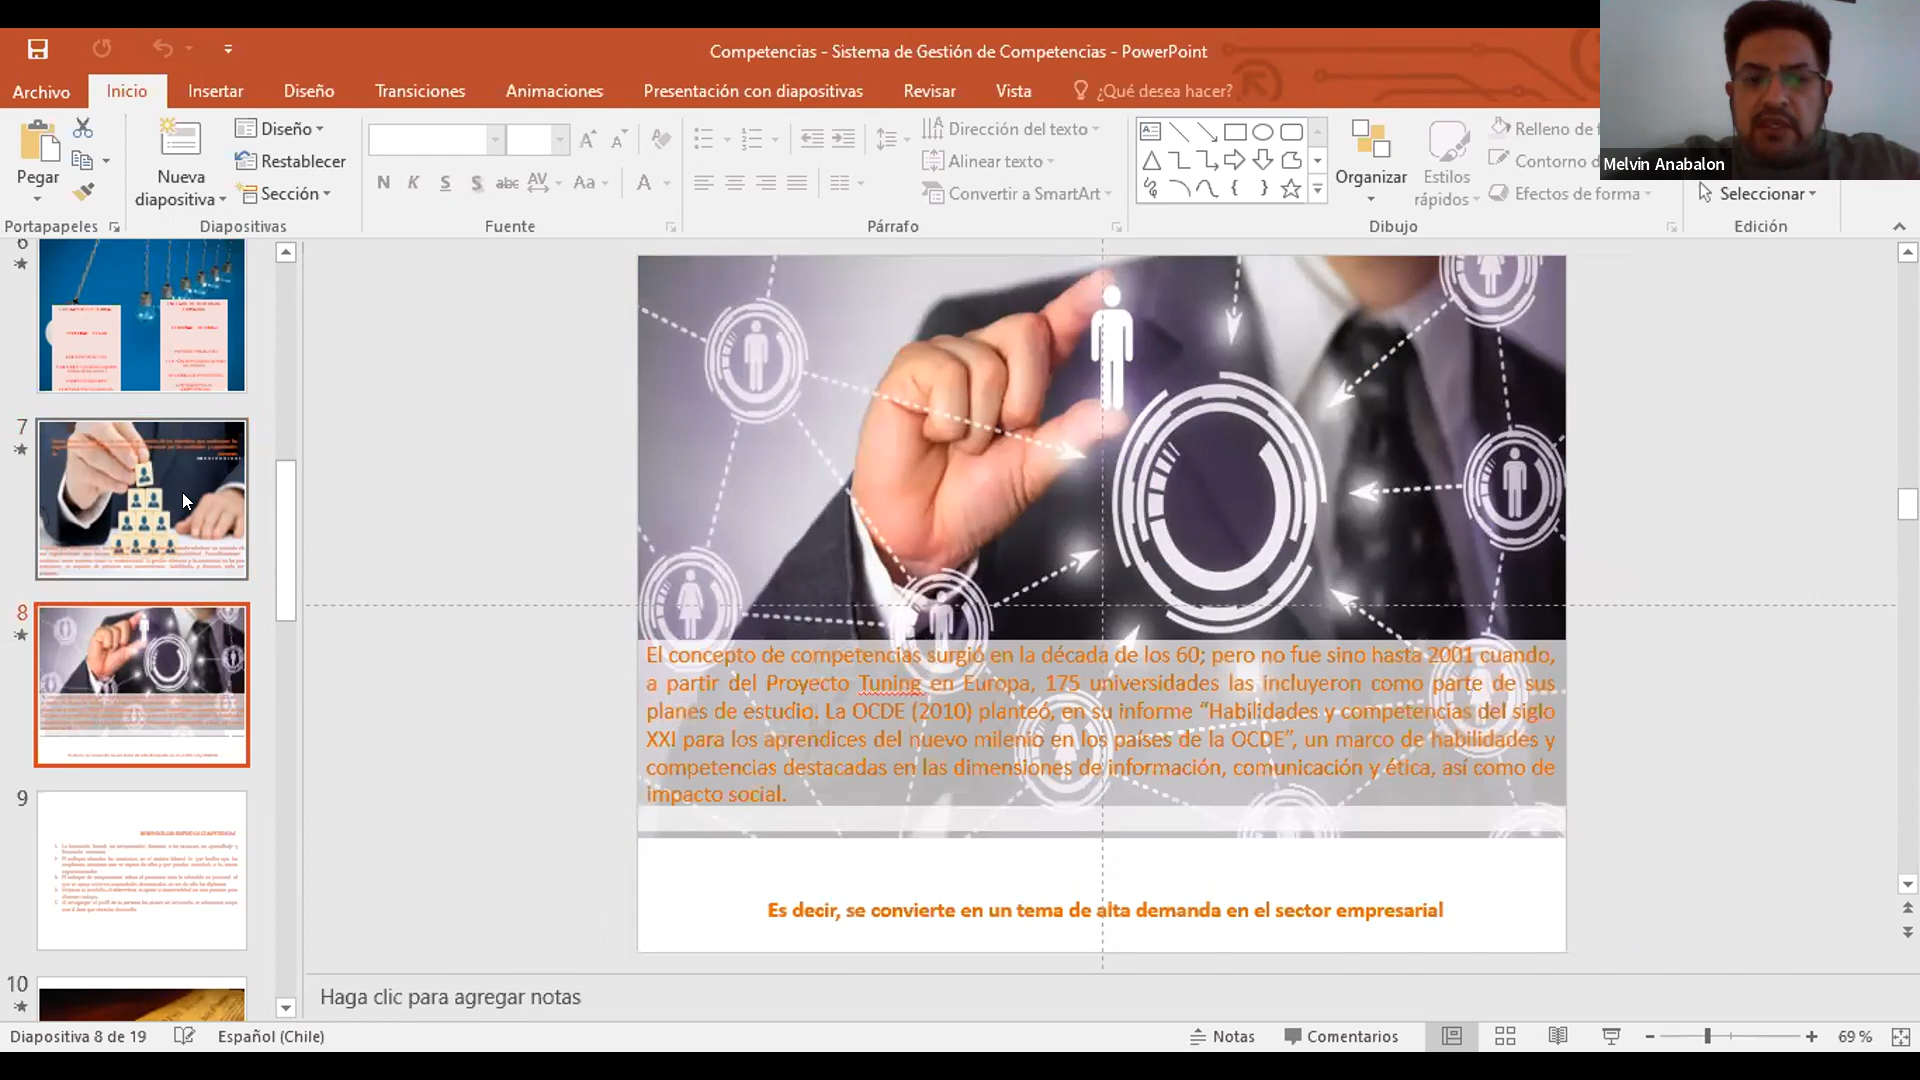 Competencias - Sistema de Gestión de Competencias - PowerPoint
Archivo
Inicio
Insertar
Diseño
Transiciones
Animaciones
Presentación con diapositivas
Revisar
Vista
¿Qué desea hacer?
Melvin Anabalon
Pegar
Portapapeles
Nueva
diapositiva
Diseño
Restablecer
Sección
Diapositivas
N K S S abc AV Aa A
Fuente
Dirección del texto
Alinear texto
Convertir a SmartArt
Párrafo
Organizar
Estilos
rápidos
Relleno de
Contorno d
Efectos de forma
Dibujo
Seleccionar
Edición
6
7
8
9
10
El concepto de competencias surgió en la década de los 60; pero no fue sino hasta 2001 cuando,
a partir del Proyecto Tuning en Europa, 175 universidades las incluyeron como parte de sus
planes de estudio. La OCDE (2010) planteó, en su informe “Habilidades y competencias del siglo
XXI para los aprendices del nuevo milenio en los países de la OCDE”, un marco de habilidades y
competencias destacadas en las dimensiones de información, comunicación y ética, así como de
impacto social.
Es decir, se convierte en un tema de alta demanda en el sector empresarial
Haga clic para agregar notas
Diapositiva 8 de 19
Español (Chile)
Notas
Comentarios
69 %